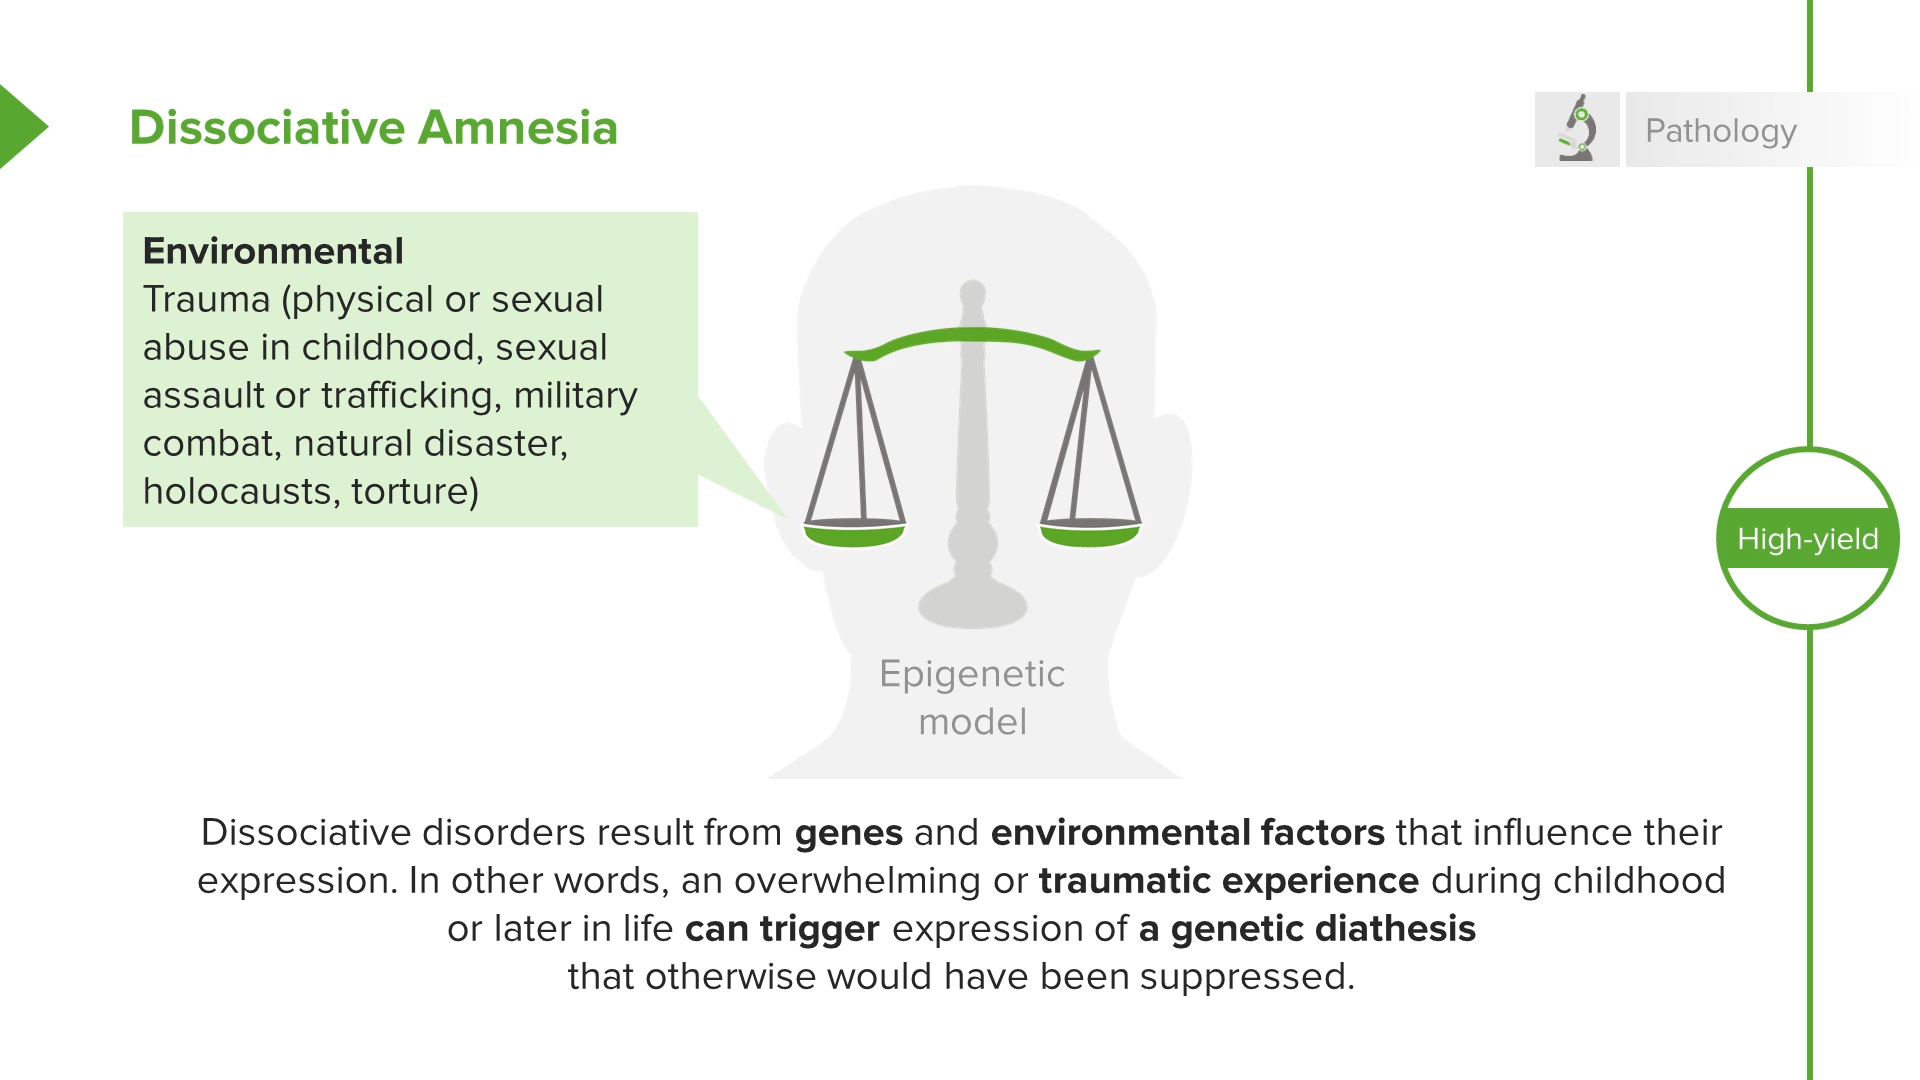 Dissociative Amnesia
Pathology
Environmental
Trauma (physical or sexual
abuse in childhood, sexual
assault or trafficking, military
combat, natural disaster,
holocausts, torture)
High-yield
Epigenetic
model
Dissociative disorders result from genes and environmental factors that influence their
expression. In other words, an overwhelming or traumatic experience during childhood
or later in life can trigger expression of a genetic diathesis
that otherwise would have been suppressed.